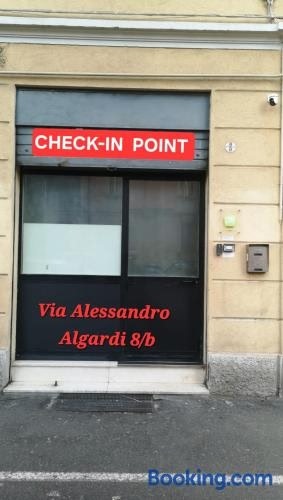 CHECK-IN POINT
Via Alessandro
Algardi 8/b
Booking.com